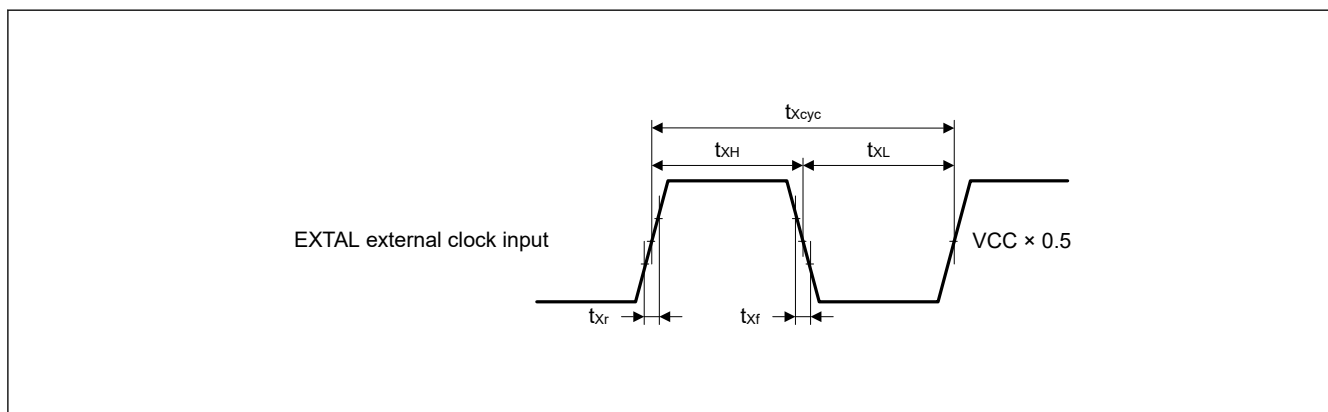 tXcyc
tXH
tXL
EXTAL external clock input
VCC × 0.5
tXr
tXf